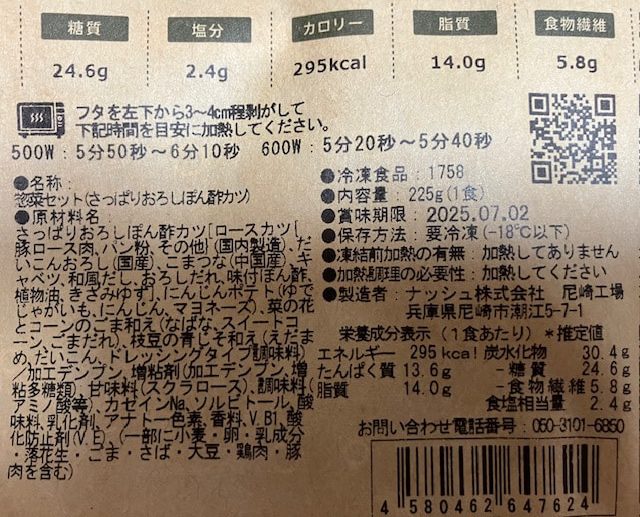 糖質
塩分
カロリー
脂質
食物繊維
24.6g
2.4g
295kcal
14.0g
5.8g
フタを左下から3~4cm程剝がして
下記時間を目安に加熱してください。
500W：5分50秒～6分10秒 600W：5分20秒～5分40秒
●名称：
惣菜セット(さっぱりおろしぽん酢カツ)
●原材料名：
さっぱりおろしぽん酢カツ[ロースカツ[
豚ロース肉、パン粉、その他](国内製造)、だ
いこんおろし(国産)、こまつな(中国産)、キ
ャベツ、和風だし、おろしだれ、味付ぽん酢、
植物油、きざみゆず]、にんじんポテト(ゆで
じゃがいも、にんじん、マヨネーズ)、菜の花
とコーンのごま和え(なばな、スイートコ
ーン、ごまだれ)、枝豆の青じそ和え(えだま
め、だいこん、ドレッシングタイプ調味料)
/加工デンプン、増粘剤(加工デンプン、増
粘多糖類)、甘味料(スクラロース)、調味料(
アミノ酸等)、カゼインNa、ソルビトール、酸
味料、乳化剤、アナトー色素、香料、V.B1、酸
化防止剤(V.E)、(一部に小麦・卵・乳成分
・落花生・ごま・さば・大豆・鶏肉・豚
肉を含む)
●冷凍食品：1758
●内容量：225g(1食)
●賞味期限：2025.07.02
●保存方法：要冷凍(-18℃以下)
●凍結前加熱の有無：加熱してありません
●加熱調理の必要性：加熱してください
●製造者：ナッシュ株式会社 尼崎工場
兵庫県尼崎市潮江5-7-1
栄養成分表示(1食あたり)＊推定値
エネルギー 295kcal 炭水化物 30.4g
たんぱく質 13.6g -糖質 24.6g
脂質 14.0g -食物繊維 5.8g
食塩相当量 2.4g
お問い合わせ電話番号：050-3101-6850
4 580462 647624